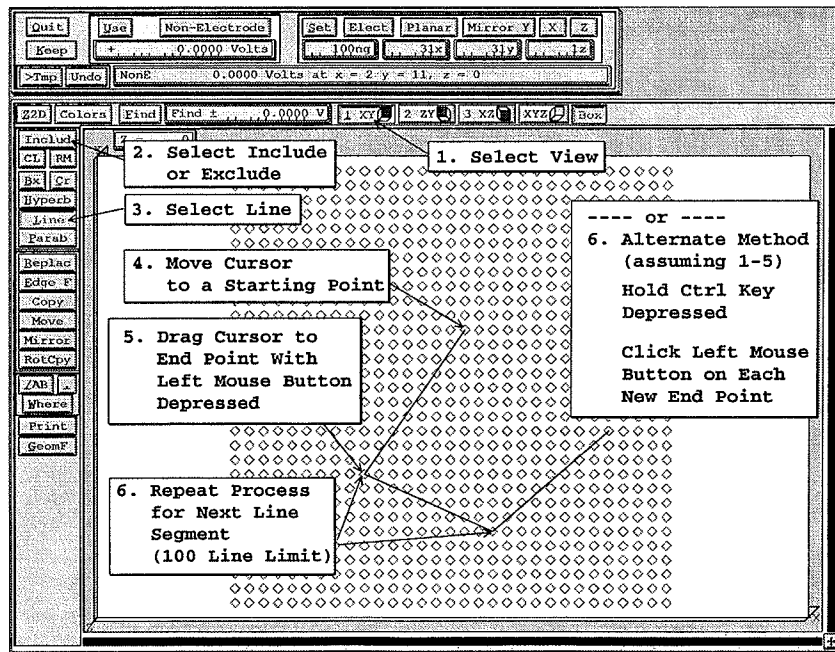 Quit Use Non-Electrode Set Elect Planar Mirror Y X Z
Keep + 0.0000 Volts 100ng 31x 31y 1z
>Tmp Undo NonE 0.0000 Volts at x = 2 y = 11, z = 0
Z2D Colors Find Find ± 0.0000 V 1 XY 2 ZY 3 XZ XYZ Box
Includ
CL RM
Bx Cr
Hyperb
Line
Parab
Replac
Edge F
Copy
Move
Mirror
RotCpy
∠AB .
Where
Print
GeomF
Z = 0
1. Select View
2. Select Include
or Exclude
3. Select Line
4. Move Cursor
to a Starting Point
5. Drag Cursor to
End Point With
Left Mouse Button
Depressed
6. Repeat Process
for Next Line
Segment
(100 Line Limit)
---- or ----
6. Alternate Method
(assuming 1-5)
Hold Ctrl Key
Depressed
Click Left Mouse
Button on Each
New End Point